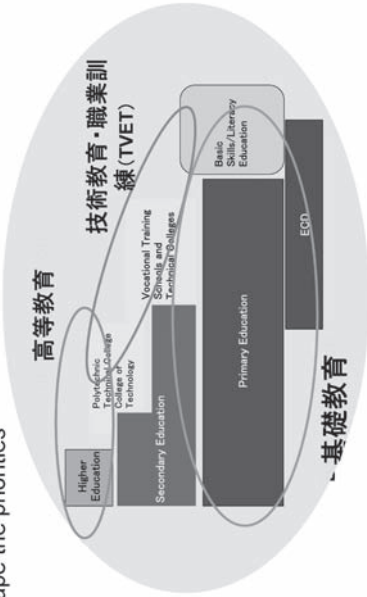 ape the priorities
高等教育
技術教育・職業訓
練(TVET)
Higher
Education
Polytechnic
Technical College
College of
Technology
Vocational Training
Schools and
Technical Colleges
Secondary Education
Basic
Skills/Literacy
Education
Primary Education
ECD
基礎教育